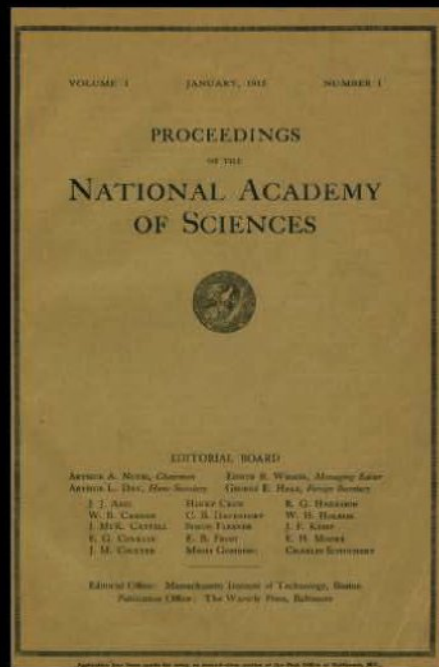 VOLUME 1 JANUARY, 1915 NUMBER 1
PROCEEDINGS
OF THE
NATIONAL ACADEMY
OF SCIENCES
EDITORIAL BOARD
ARTHUR A. NOYES, Chairman EDWIN B. WILSON, Managing Editor
ARTHUR L. DAY, Home Secretary GEORGE E. HALE, Foreign Secretary
J. J. ABEL HENRY CREW R. G. HARRISON
W. B. CANNON C. B. DAVENPORT W. H. HOLMES
J. McK. CATTELL SIMON FLEXNER J. F. KEMP
E. G. CONKLIN E. B. FROST E. H. MOORE
J. M. COULTER MOSES GOMBERG CHARLES SCHUCHERT
Editorial Office: Massachusetts Institute of Technology, Boston
Publication Office: The Waverly Press, Baltimore